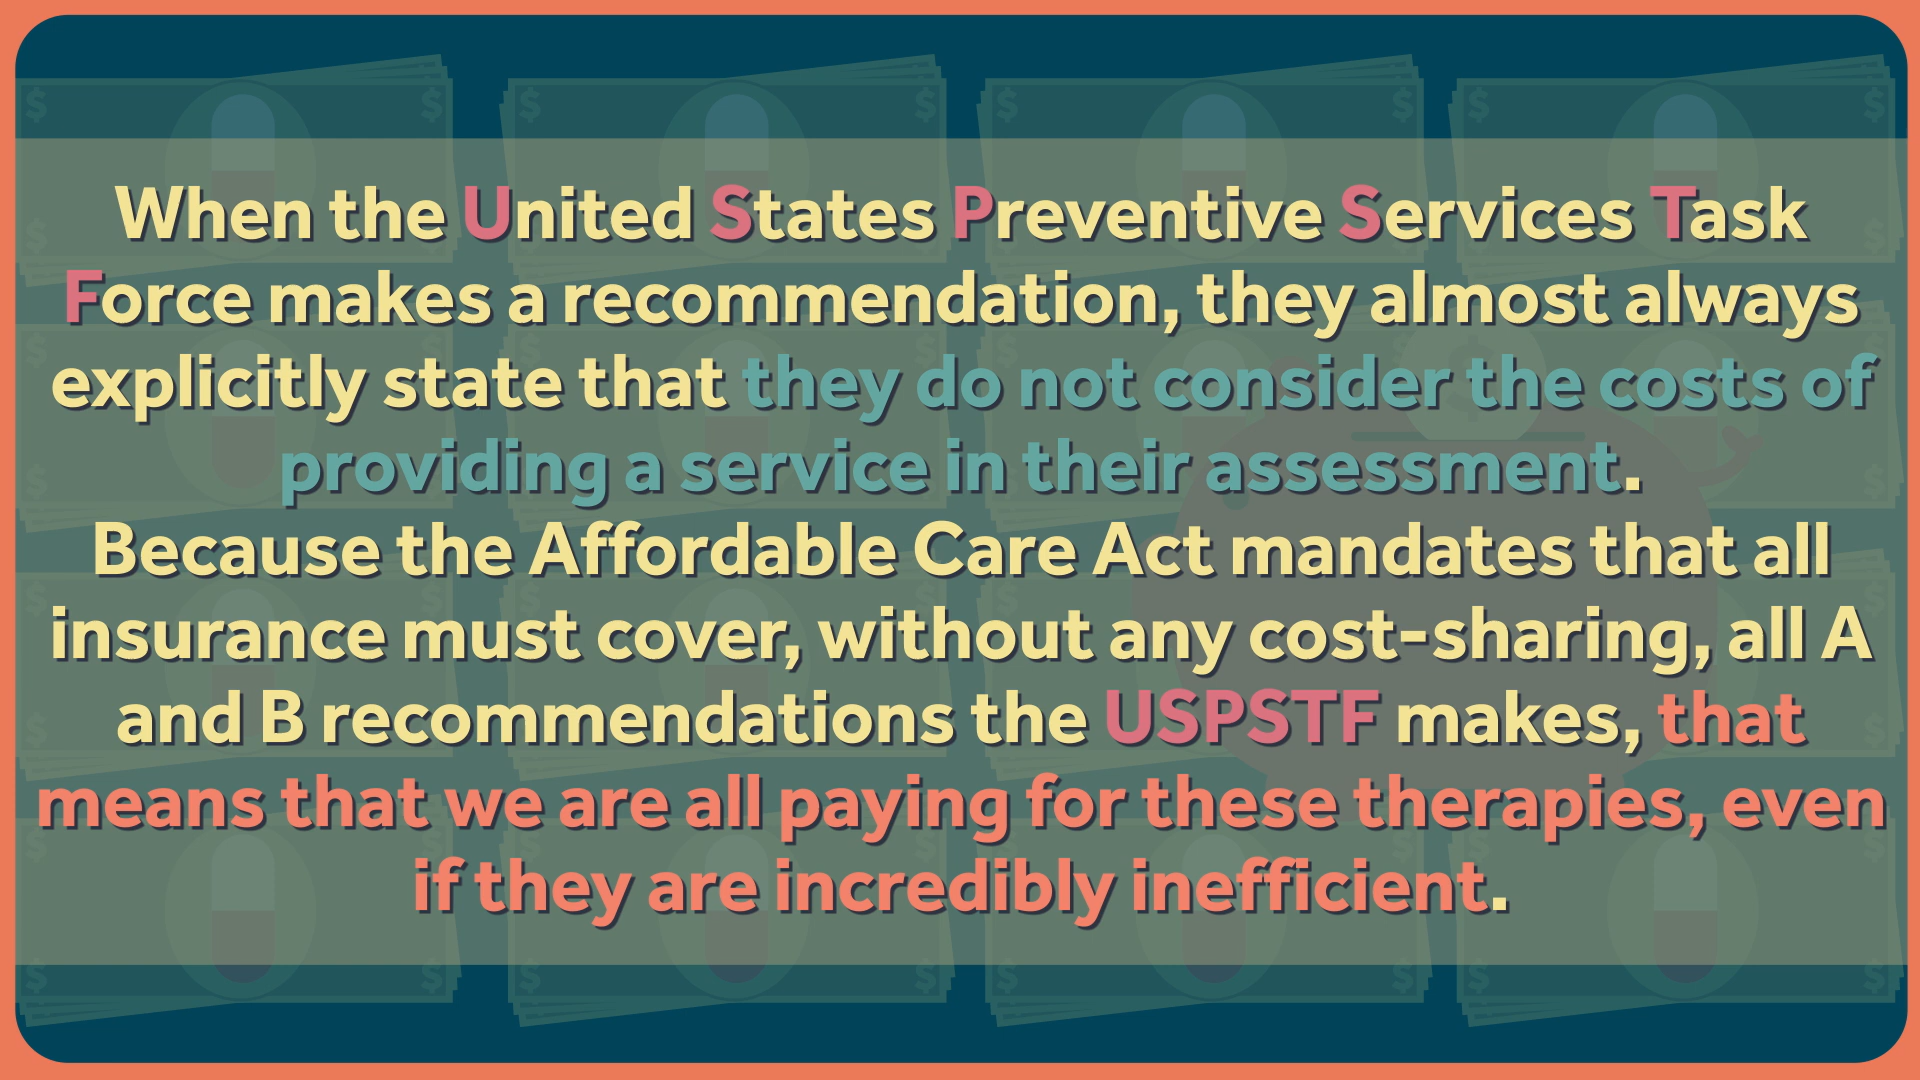 When the United States Preventive Services Task
Force makes a recommendation, they almost always
explicitly state that they do not consider the costs of
providing a service in their assessment.
Because the Affordable Care Act mandates that all
insurance must cover, without any cost-sharing, all A
and B recommendations the USPSTF makes, that
means that we are all paying for these therapies, even
if they are incredibly inefficient.